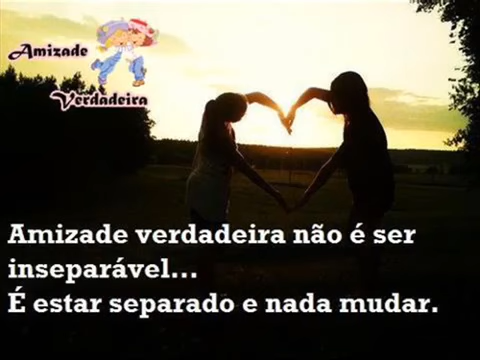 Amizade
Verdadeira
Amizade verdadeira não é ser
inseparável...
É estar separado e nada mudar.